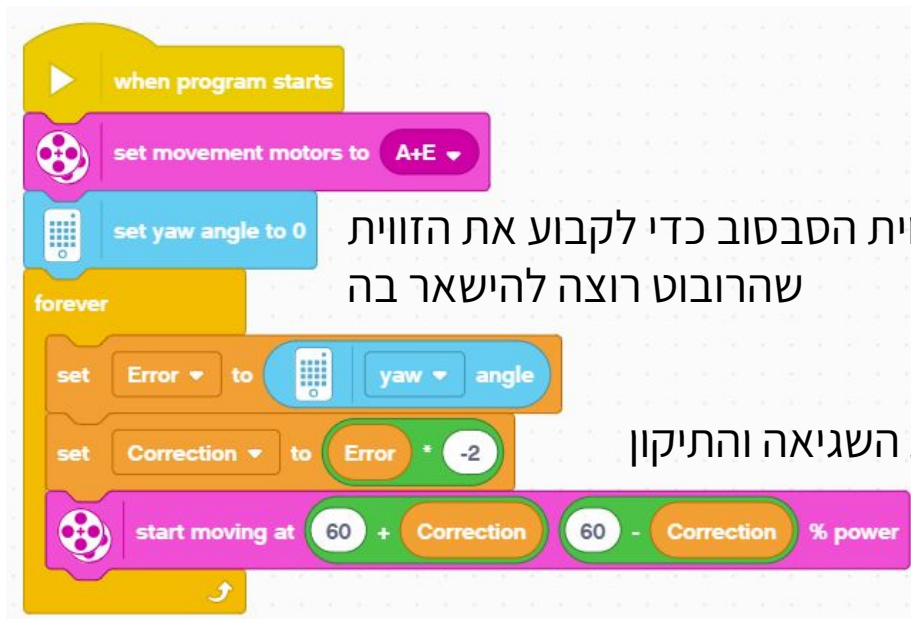 when program starts
set movement motors to A+E
set yaw angle to 0
הסבסוב כדי לקבוע את הזווית
שהרובוט רוצה להישאר בה
forever
set Error to yaw angle
set Correction to Error * -2
השגיאה והתיקון
start moving at 60 + Correction 60 - Correction % power